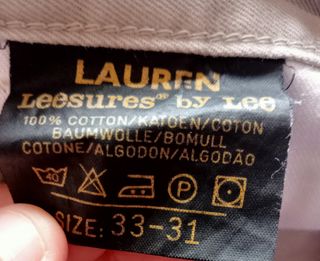 LAUREN
Leesures® by Lee
100% COTTON/KATOEN/COTON
BAUMWOLLE/BOMULL
COTONE/ALGODON/ALGODÃO
40 P
SIZE: 33-31